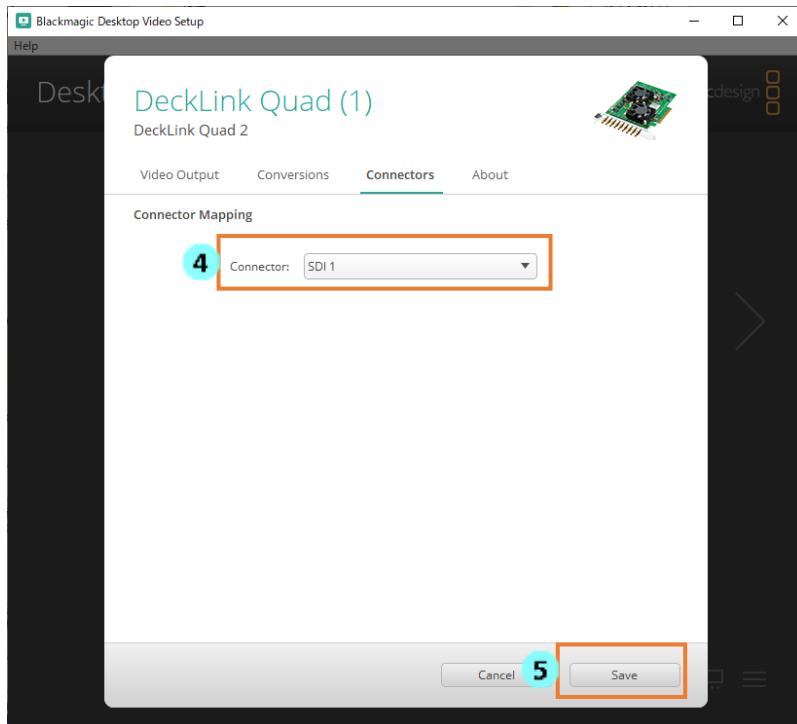 Blackmagic Desktop Video Setup
Help
Deskt
cdesign
DeckLink Quad (1)
DeckLink Quad 2
Video Output Conversions Connectors About
Connector Mapping
4 Connector: SDI 1
Cancel 5 Save